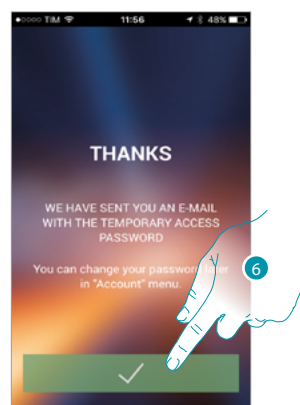 TIM 11:56 48%
THANKS
WE HAVE SENT YOU AN E-MAIL
WITH THE TEMPORARY ACCESS
PASSWORD
You can change your password later
in "Account" menu.
6